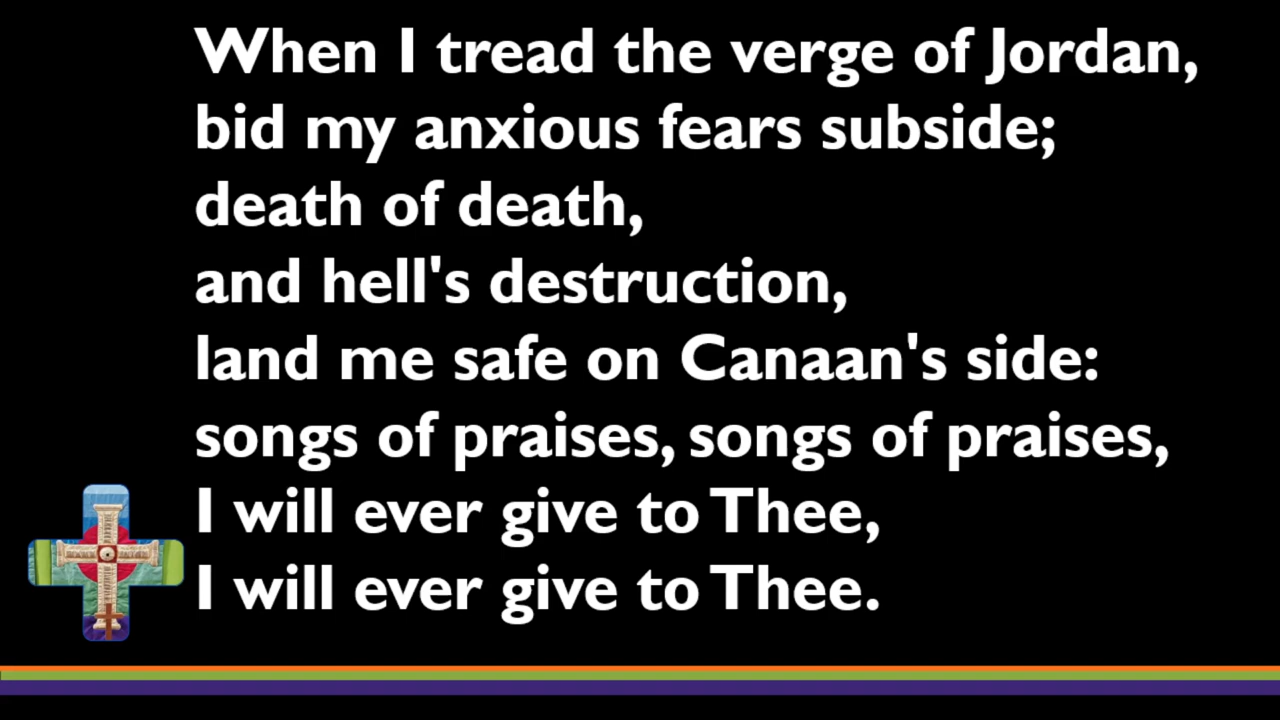 When I tread the verge of Jordan,
bid my anxious fears subside;
death of death,
and hell's destruction,
land me safe on Canaan's side:
songs of praises, songs of praises,
I will ever give to Thee,
I will ever give to Thee.